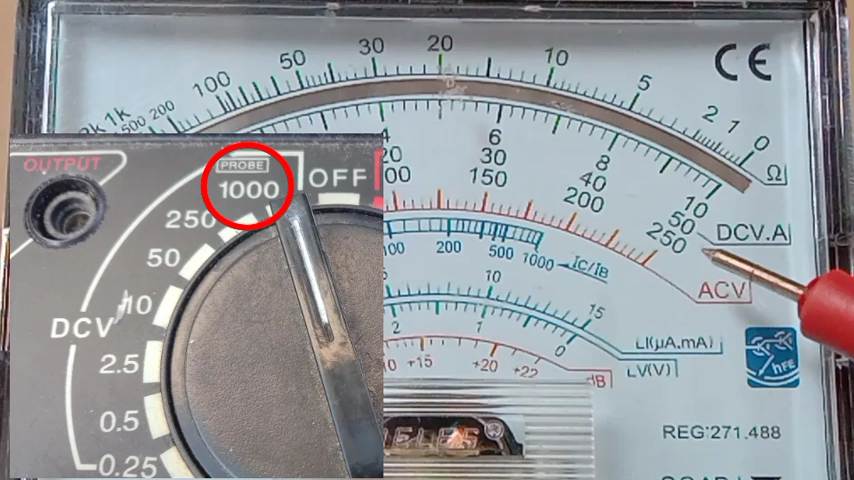 50 30 20 10 5 2 1 0 Ω
100
200
500
1k
CE
OUTPUT
PROBE
1000
OFF
250
50
10
DCV
2.5
0.5
0.25
4 6 8 10
20 30 40 50
100 150 200 250
DCV.A
ACV
100 200 500 1000 IC/IB
10 15
LI(µA.mA)
2 1 0
LV(V)
10 +15 +20 +22 dB
hFE
REG:271.488